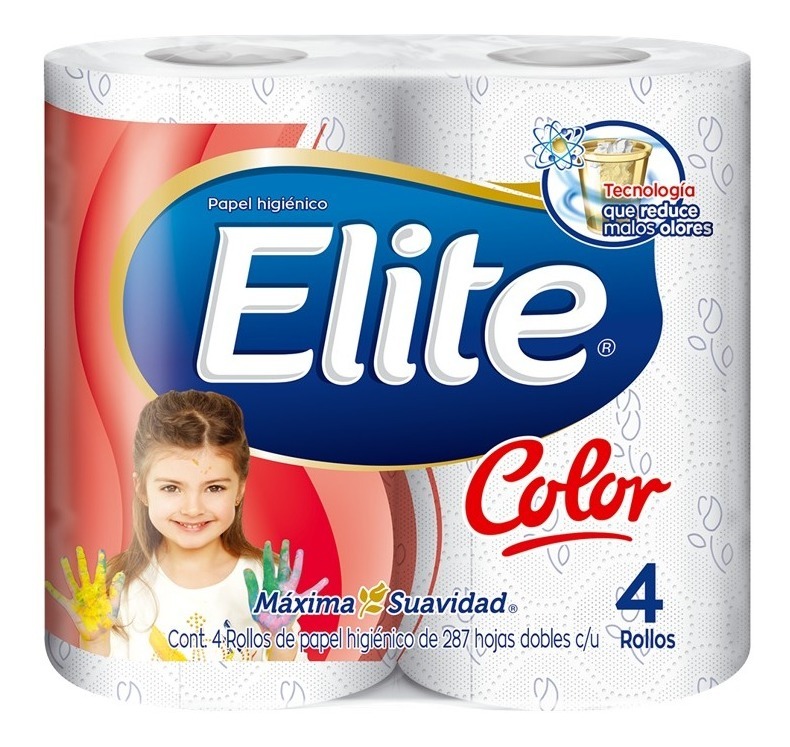 Papel higiénico
Elite®
Tecnología
que reduce
malos olores
Color
Máxima Suavidad®
Cont. 4 Rollos de papel higiénico de 287 hojas dobles c/u
4
Rollos